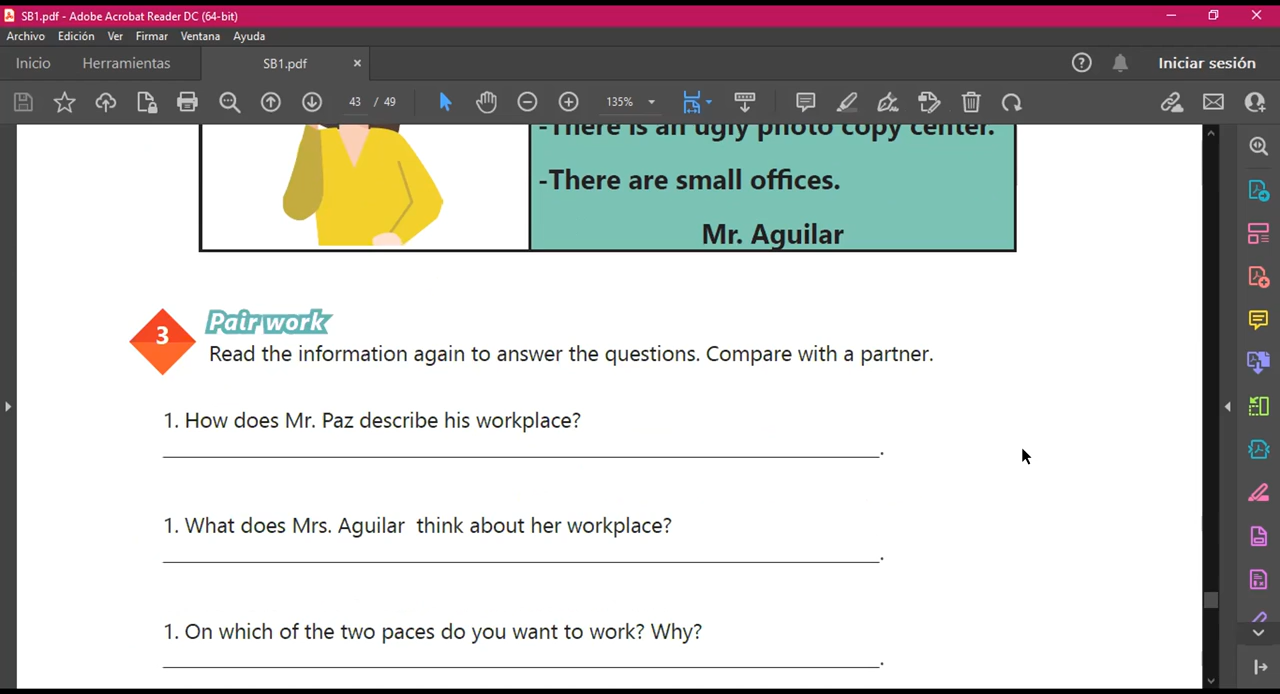 SB1.pdf - Adobe Acrobat Reader DC (64-bit)
Archivo Edición Ver Firmar Ventana Ayuda
Inicio Herramientas SB1.pdf × Iniciar sesión
43 / 49 135%
-There is an ugly photo copy center.
-There are small offices.
Mr. Aguilar
3 Pair work
Read the information again to answer the questions. Compare with a partner.
1. How does Mr. Paz describe his workplace?
1. What does Mrs. Aguilar think about her workplace?
1. On which of the two paces do you want to work? Why?